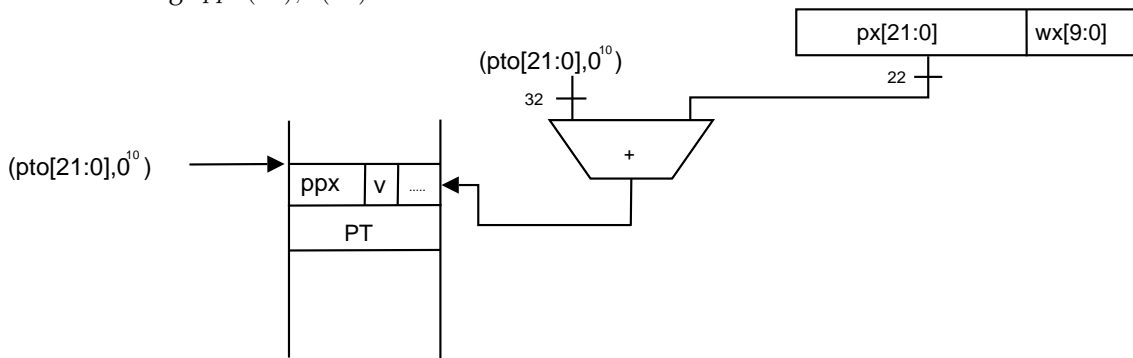 px[21:0] wx[9:0]
(pto[21:0],0¹⁰)
22
32
+
(pto[21:0],0¹⁰)
ppx v .....
PT